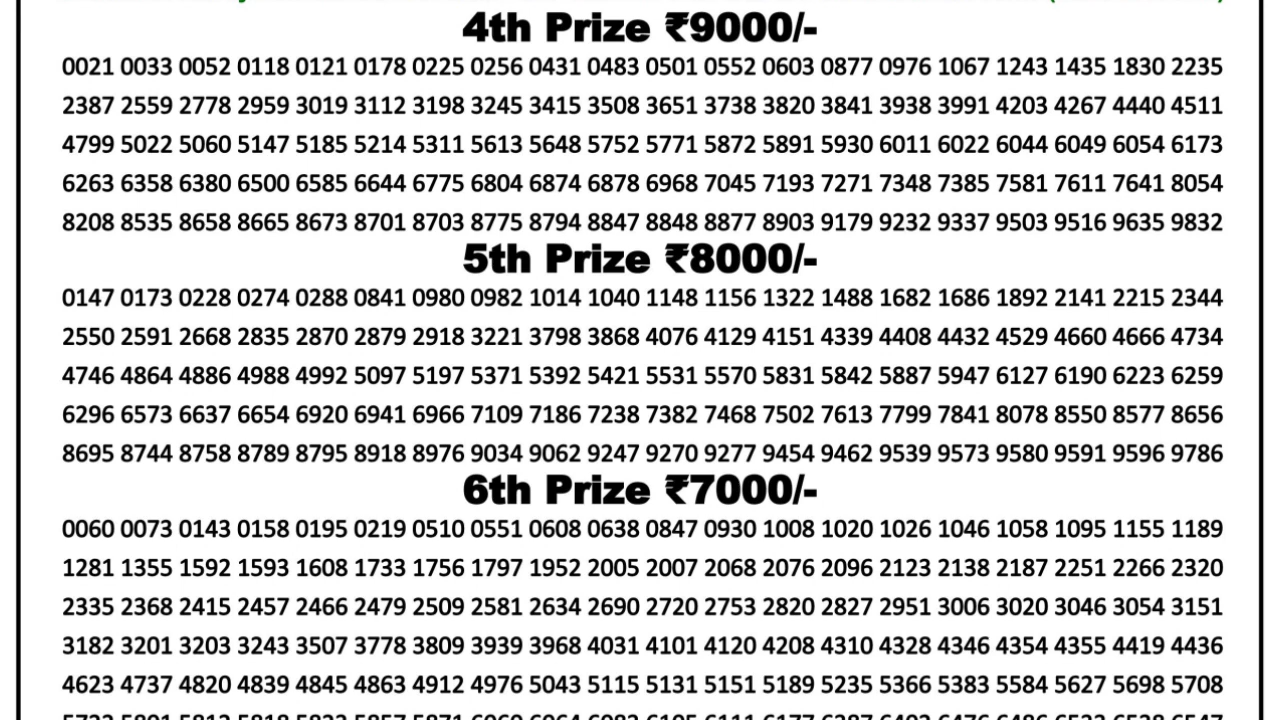 4th Prize ₹9000/-
0021 0033 0052 0118 0121 0178 0225 0256 0431 0483 0501 0552 0603 0877 0976 1067 1243 1435 1830 2235
2387 2559 2778 2959 3019 3112 3198 3245 3415 3508 3651 3738 3820 3841 3938 3991 4203 4267 4440 4511
4799 5022 5060 5147 5185 5214 5311 5613 5648 5752 5771 5872 5891 5930 6011 6022 6044 6049 6054 6173
6263 6358 6380 6500 6585 6644 6775 6804 6874 6878 6968 7045 7193 7271 7348 7385 7581 7611 7641 8054
8208 8535 8658 8665 8673 8701 8703 8775 8794 8847 8848 8877 8903 9179 9232 9337 9503 9516 9635 9832
5th Prize ₹8000/-
0147 0173 0228 0274 0288 0841 0980 0982 1014 1040 1148 1156 1322 1488 1682 1686 1892 2141 2215 2344
2550 2591 2668 2835 2870 2879 2918 3221 3798 3868 4076 4129 4151 4339 4408 4432 4529 4660 4666 4734
4746 4864 4886 4988 4992 5097 5197 5371 5392 5421 5531 5570 5831 5842 5887 5947 6127 6190 6223 6259
6296 6573 6637 6654 6920 6941 6966 7109 7186 7238 7382 7468 7502 7613 7799 7841 8078 8550 8577 8656
8695 8744 8758 8789 8795 8918 8976 9034 9062 9247 9270 9277 9454 9462 9539 9573 9580 9591 9596 9786
6th Prize ₹7000/-
0060 0073 0143 0158 0195 0219 0510 0551 0608 0638 0847 0930 1008 1020 1026 1046 1058 1095 1155 1189
1281 1355 1592 1593 1608 1733 1756 1797 1952 2005 2007 2068 2076 2096 2123 2138 2187 2251 2266 2320
2335 2368 2415 2457 2466 2479 2509 2581 2634 2690 2720 2753 2820 2827 2951 3006 3020 3046 3054 3151
3182 3201 3203 3243 3507 3778 3809 3939 3968 4031 4101 4120 4208 4310 4328 4346 4354 4355 4419 4436
4623 4737 4820 4839 4845 4863 4912 4976 5043 5115 5131 5151 5189 5235 5366 5383 5584 5627 5698 5708